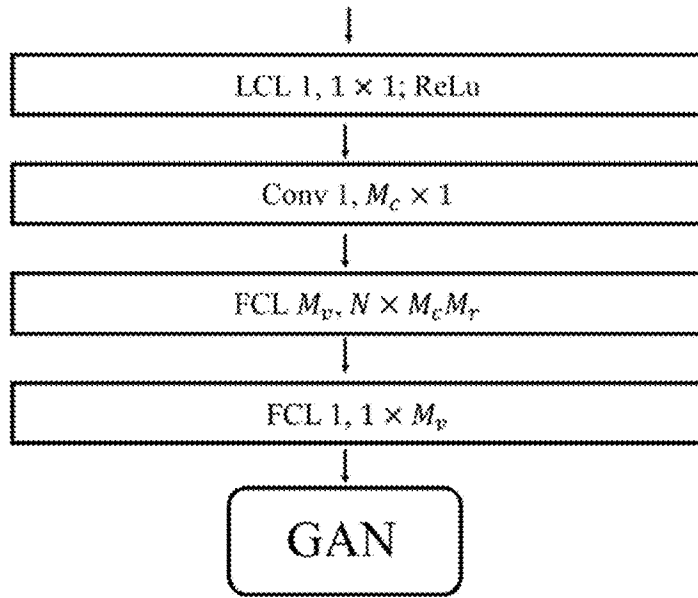 LCL 1, 1 × 1; ReLu
Conv 1, M_c × 1
FCL M_v, N × M_cM_r
FCL 1, 1 × M_v
GAN